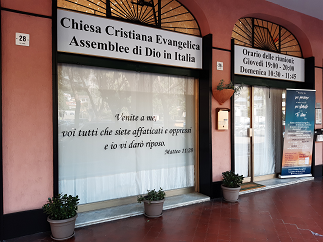 28
Chiesa Cristiana Evangelica
Assemblee di Dio in Italia
Orario delle riunioni:
Giovedì 19:00 - 20:00
Domenica 10:30 - 11:45
Venite a me,
voi tutti che siete affaticati e oppressi
e io vi darò riposo.
Matteo 11:28